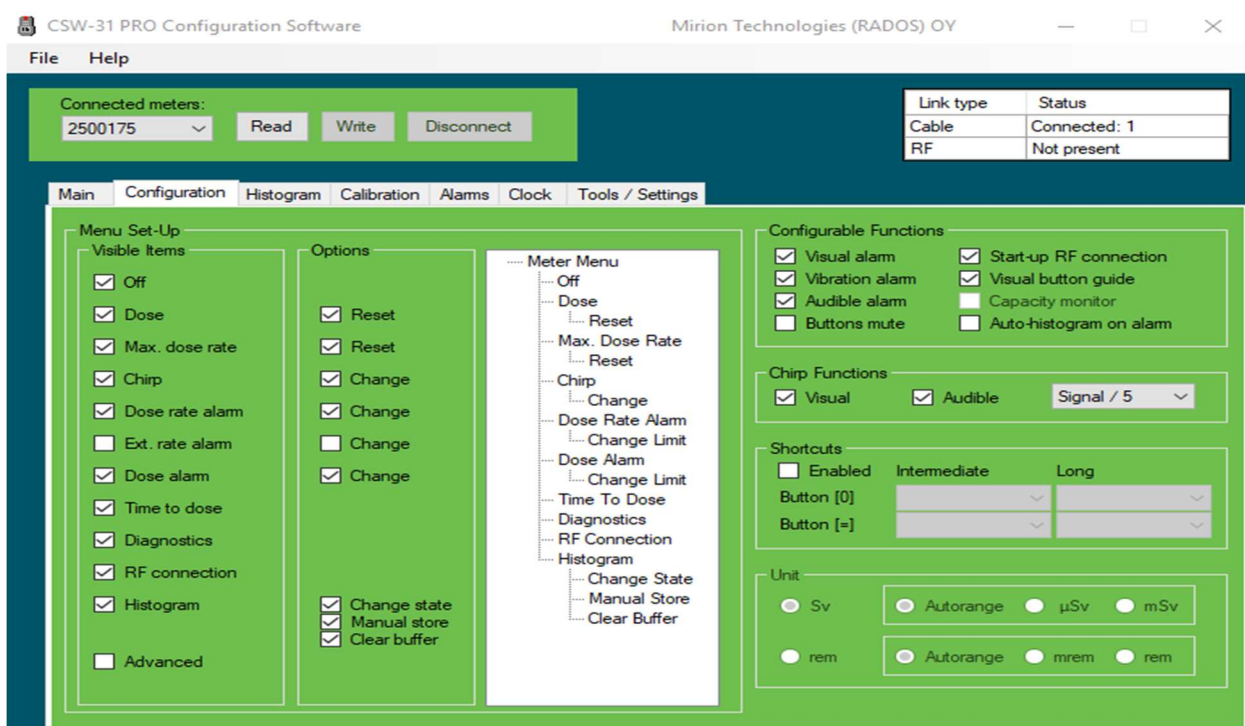 CSW-31 PRO Configuration Software Mirion Technologies (RADOS) OY
File Help
Connected meters:
2500175 Read Write Disconnect
Link type Status
Cable Connected: 1
RF Not present
Main Configuration Histogram Calibration Alarms Clock Tools / Settings
Menu Set-Up
Visible Items
Off
Dose
Max. dose rate
Chirp
Dose rate alarm
Ext. rate alarm
Dose alarm
Time to dose
Diagnostics
RF connection
Histogram
Advanced
Options
Reset
Reset
Change
Change
Change
Change
Change state
Manual store
Clear buffer
Meter Menu
Off
Dose
Reset
Max. Dose Rate
Reset
Chirp
Change
Dose Rate Alarm
Change Limit
Dose Alarm
Change Limit
Time To Dose
Diagnostics
RF Connection
Histogram
Change State
Manual Store
Clear Buffer
Configurable Functions
Visual alarm Start-up RF connection
Vibration alarm Visual button guide
Audible alarm Capacity monitor
Buttons mute Auto-histogram on alarm
Chirp Functions
Visual Audible Signal / 5
Shortcuts
Enabled Intermediate Long
Button [0]
Button [=]
Unit
Sv Autorange µSv mSv
rem Autorange mrem rem